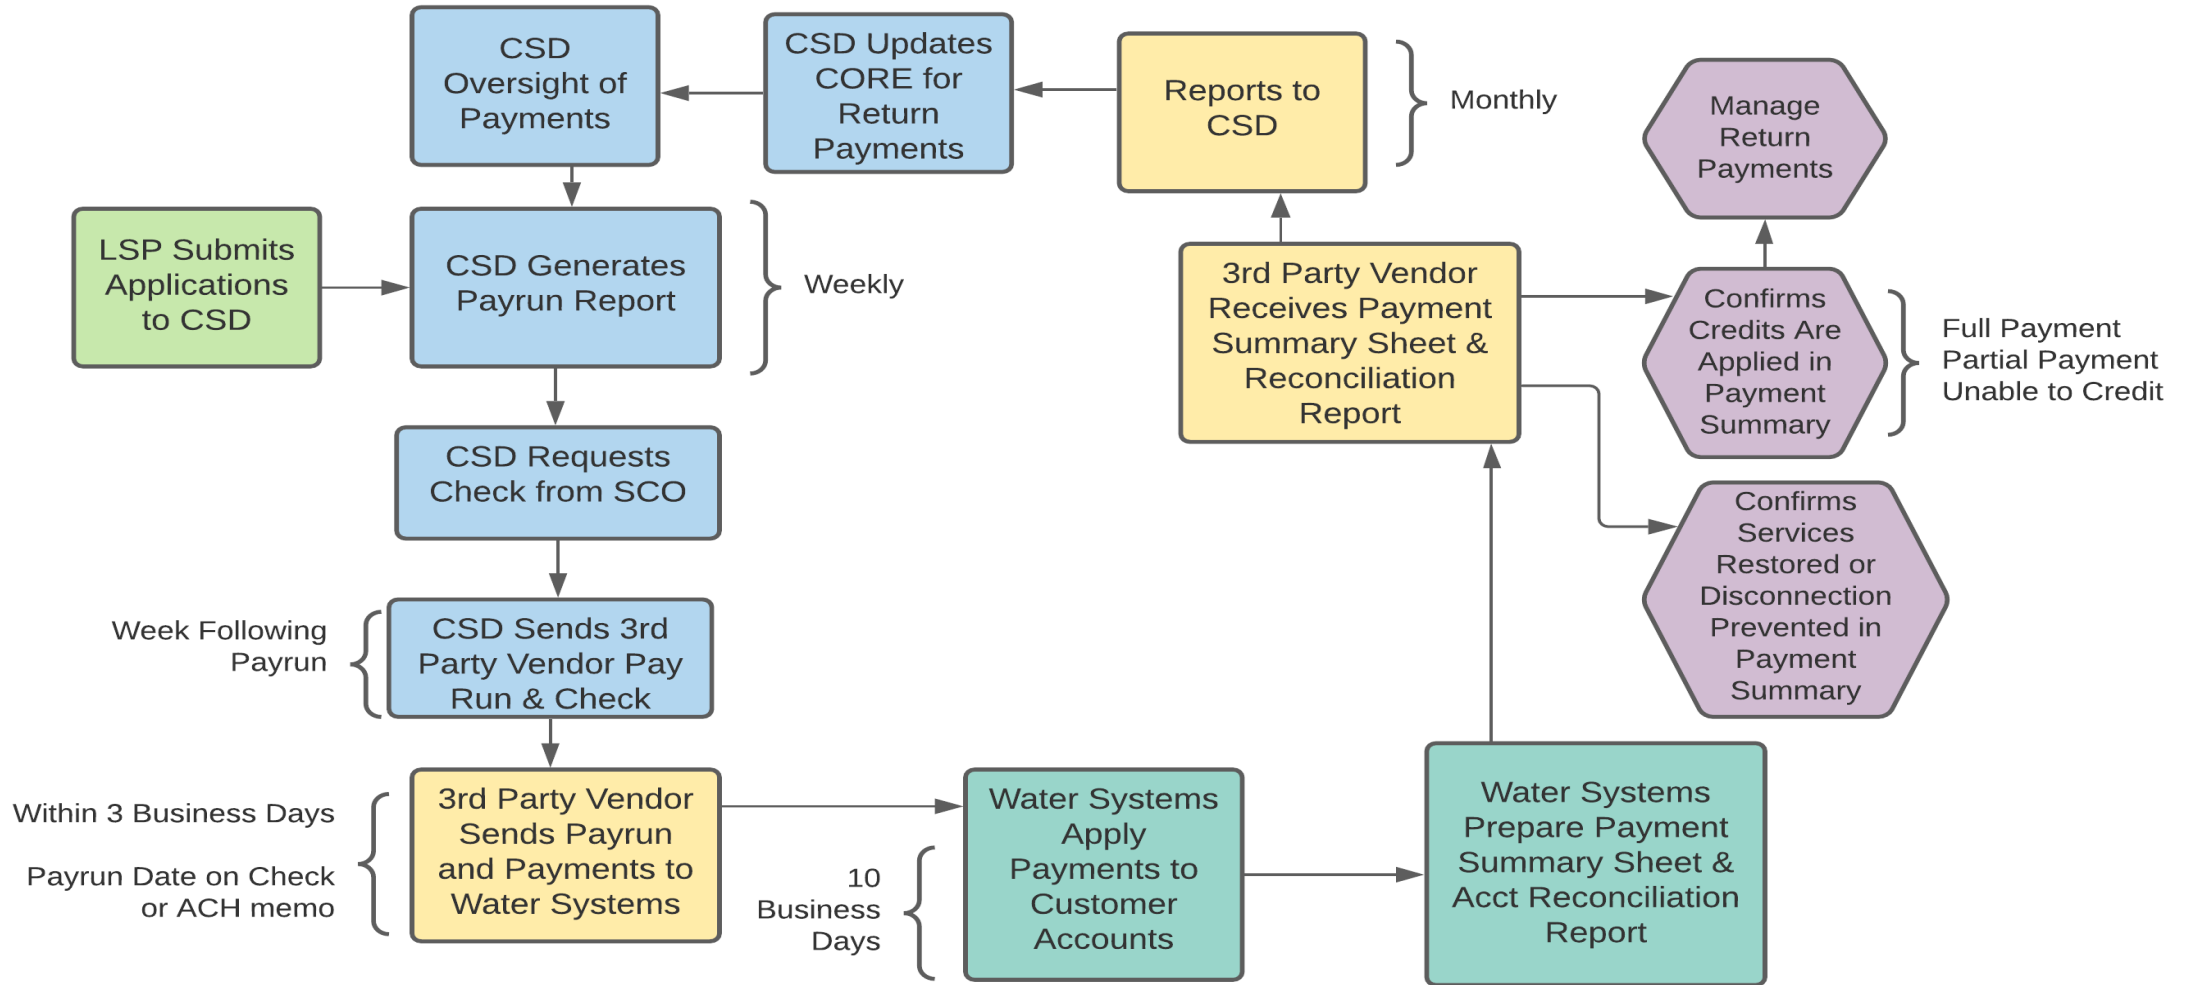 CSD
Oversight of
Payments
CSD Updates
CORE for
Return
Payments
Reports to
CSD
Monthly
Manage
Return
Payments
LSP Submits
Applications
to CSD
CSD Generates
Payrun Report
Weekly
3rd Party Vendor
Receives Payment
Summary Sheet &
Reconciliation
Report
Confirms
Credits Are
Applied in
Payment
Summary
Full Payment
Partial Payment
Unable to Credit
CSD Requests
Check from SCO
Confirms
Services
Restored or
Disconnection
Prevented in
Payment
Summary
Week Following
Payrun
CSD Sends 3rd
Party Vendor Pay
Run & Check
Within 3 Business Days
Payrun Date on Check
or ACH memo
3rd Party Vendor
Sends Payrun
and Payments to
Water Systems
10
Business
Days
Water Systems
Apply
Payments to
Customer
Accounts
Water Systems
Prepare Payment
Summary Sheet &
Acct Reconciliation
Report